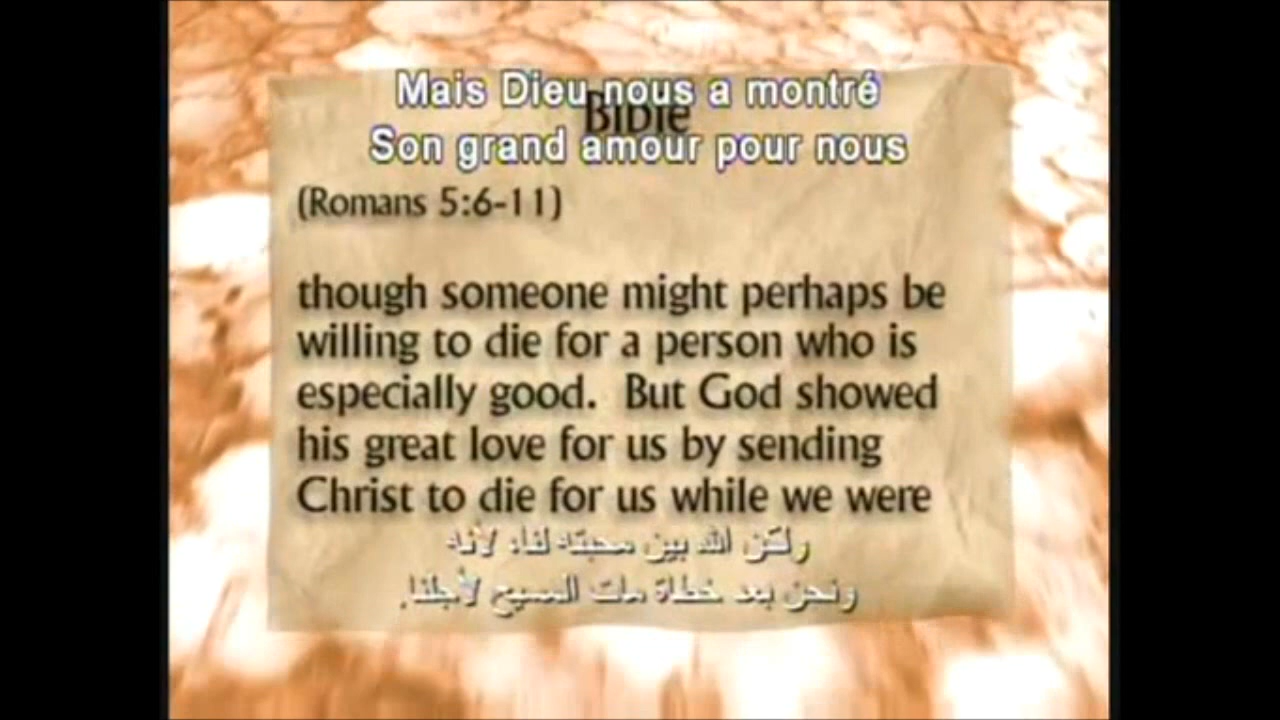 Mais Dieu nous a montré
Bible
Son grand amour pour nous
(Romans 5:6-11)
though someone might perhaps be
willing to die for a person who is
especially good. But God showed
his great love for us by sending
Christ to die for us while we were
ولكن الله بين محبته لنا، لأنه
ونحن بعد خطاة مات المسيح لأجلنا.